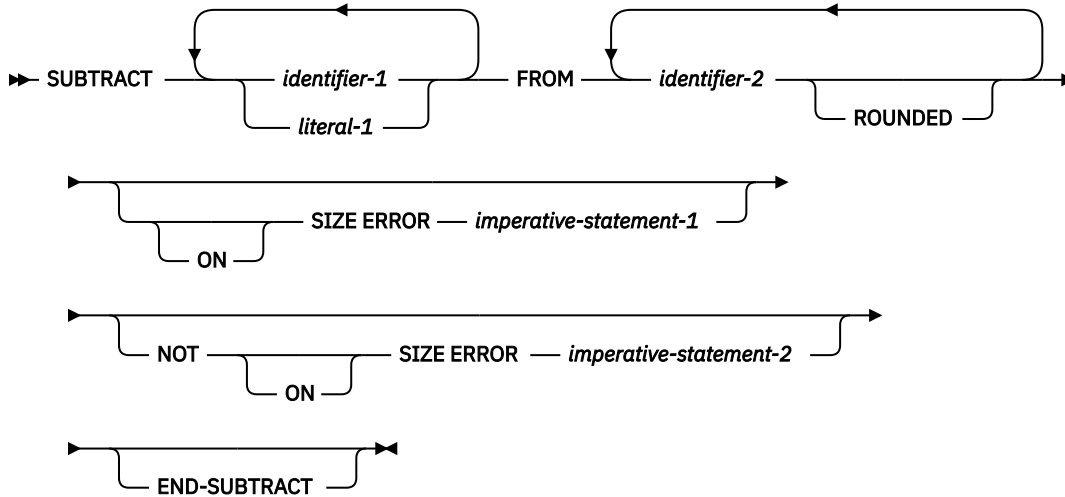 SUBTRACT identifier-1 FROM identifier-2
literal-1 ROUNDED
SIZE ERROR imperative-statement-1
ON
NOT SIZE ERROR imperative-statement-2
ON
END-SUBTRACT